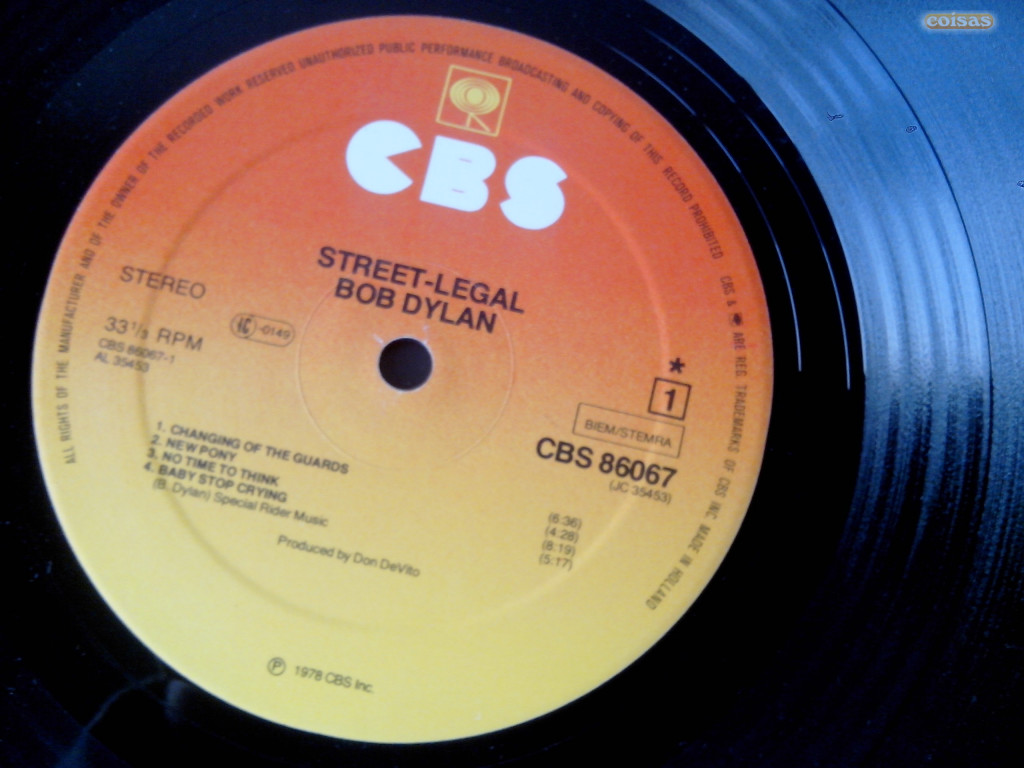 coisas
ALL RIGHTS OF THE MANUFACTURER AND OF THE OWNER OF THE RECORDED WORK RESERVED UNAUTHORIZED PUBLIC PERFORMANCE BROADCASTING AND COPYING OF THIS RECORD PROHIBITED CBS & ARE REG. TRADEMARKS OF CBS INC MADE IN HOLLAND
CBS
STREET-LEGAL
BOB DYLAN
STEREO
33⅓ RPM
CBS 86067-1
AL 35453
-0149
*
1
BIEM/STEMRA
CBS 86067
(JC 35453)
1. CHANGING OF THE GUARDS (6:36)
2. NEW PONY (4:28)
3. NO TIME TO THINK (8:19)
4. BABY STOP CRYING (5:17)
(B. Dylan) Special Rider Music
Produced by Don DeVito
℗ 1978 CBS Inc.